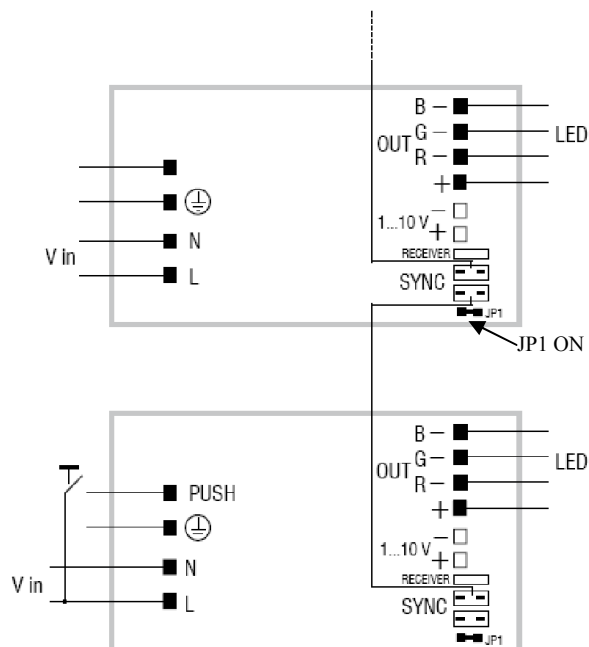 B –
G –
OUT
R –
LED
+
–
1...10 V
+
N
V in
L
RECEIVER
SYNC
JP1
JP1 ON
B –
G –
OUT
R –
LED
PUSH
+
–
1...10 V
+
N
V in
L
RECEIVER
SYNC
JP1